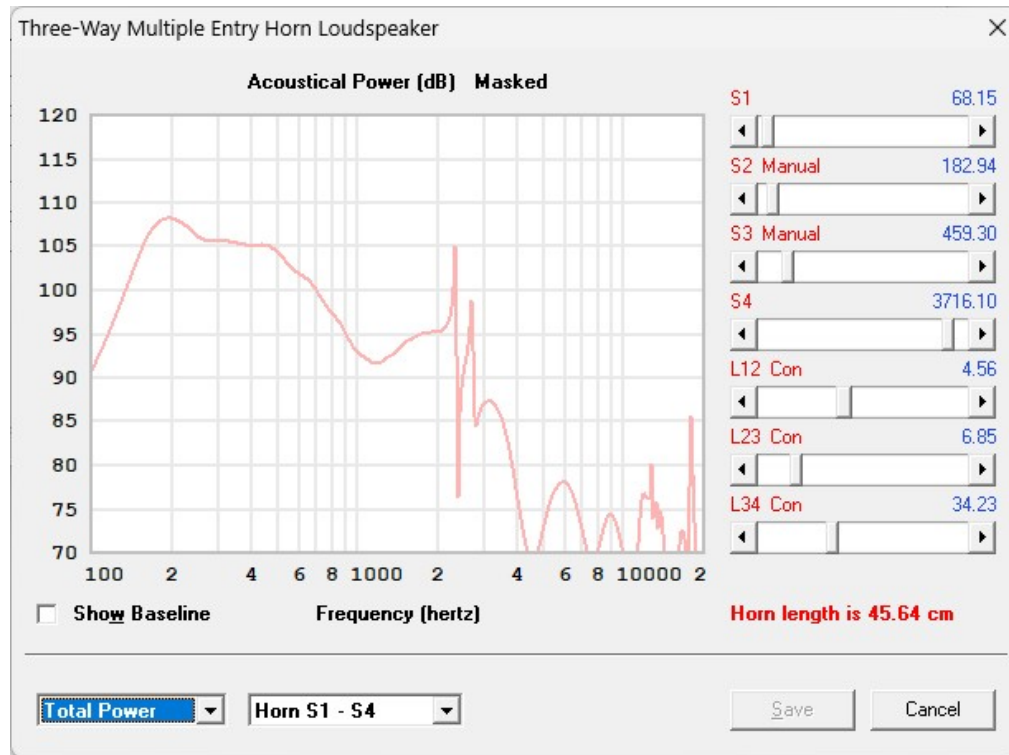 Three-Way Multiple Entry Horn Loudspeaker
Acoustical Power (dB) Masked
120
115
110
105
100
95
90
85
80
75
70
100 2 4 6 8 1000 2 4 6 8 10000 2
Show Baseline
Frequency (hertz)
S1 68.15
S2 Manual 182.94
S3 Manual 459.30
S4 3716.10
L12 Con 4.56
L23 Con 6.85
L34 Con 34.23
Horn length is 45.64 cm
Total Power
Horn S1 - S4
Save
Cancel